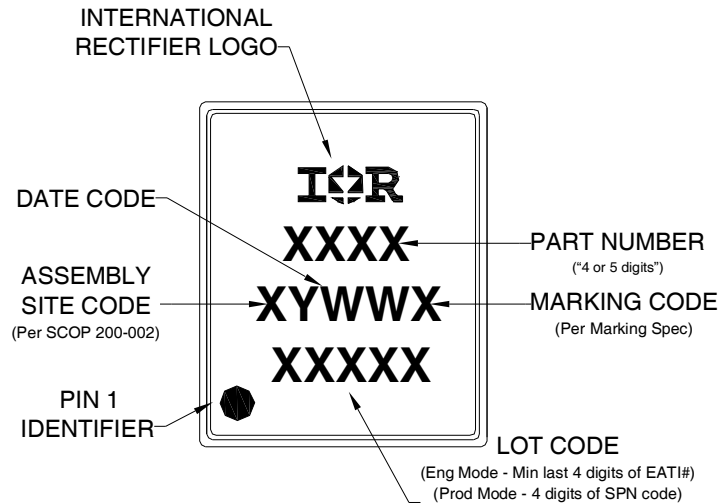 INTERNATIONAL
RECTIFIER LOGO
IOR
DATE CODE
XXXX
PART NUMBER
(“4 or 5 digits”)
ASSEMBLY
SITE CODE
(Per SCOP 200-002)
XYWWX
MARKING CODE
(Per Marking Spec)
XXXXX
PIN 1
IDENTIFIER
LOT CODE
(Eng Mode - Min last 4 digits of EATI#)
(Prod Mode - 4 digits of SPN code)